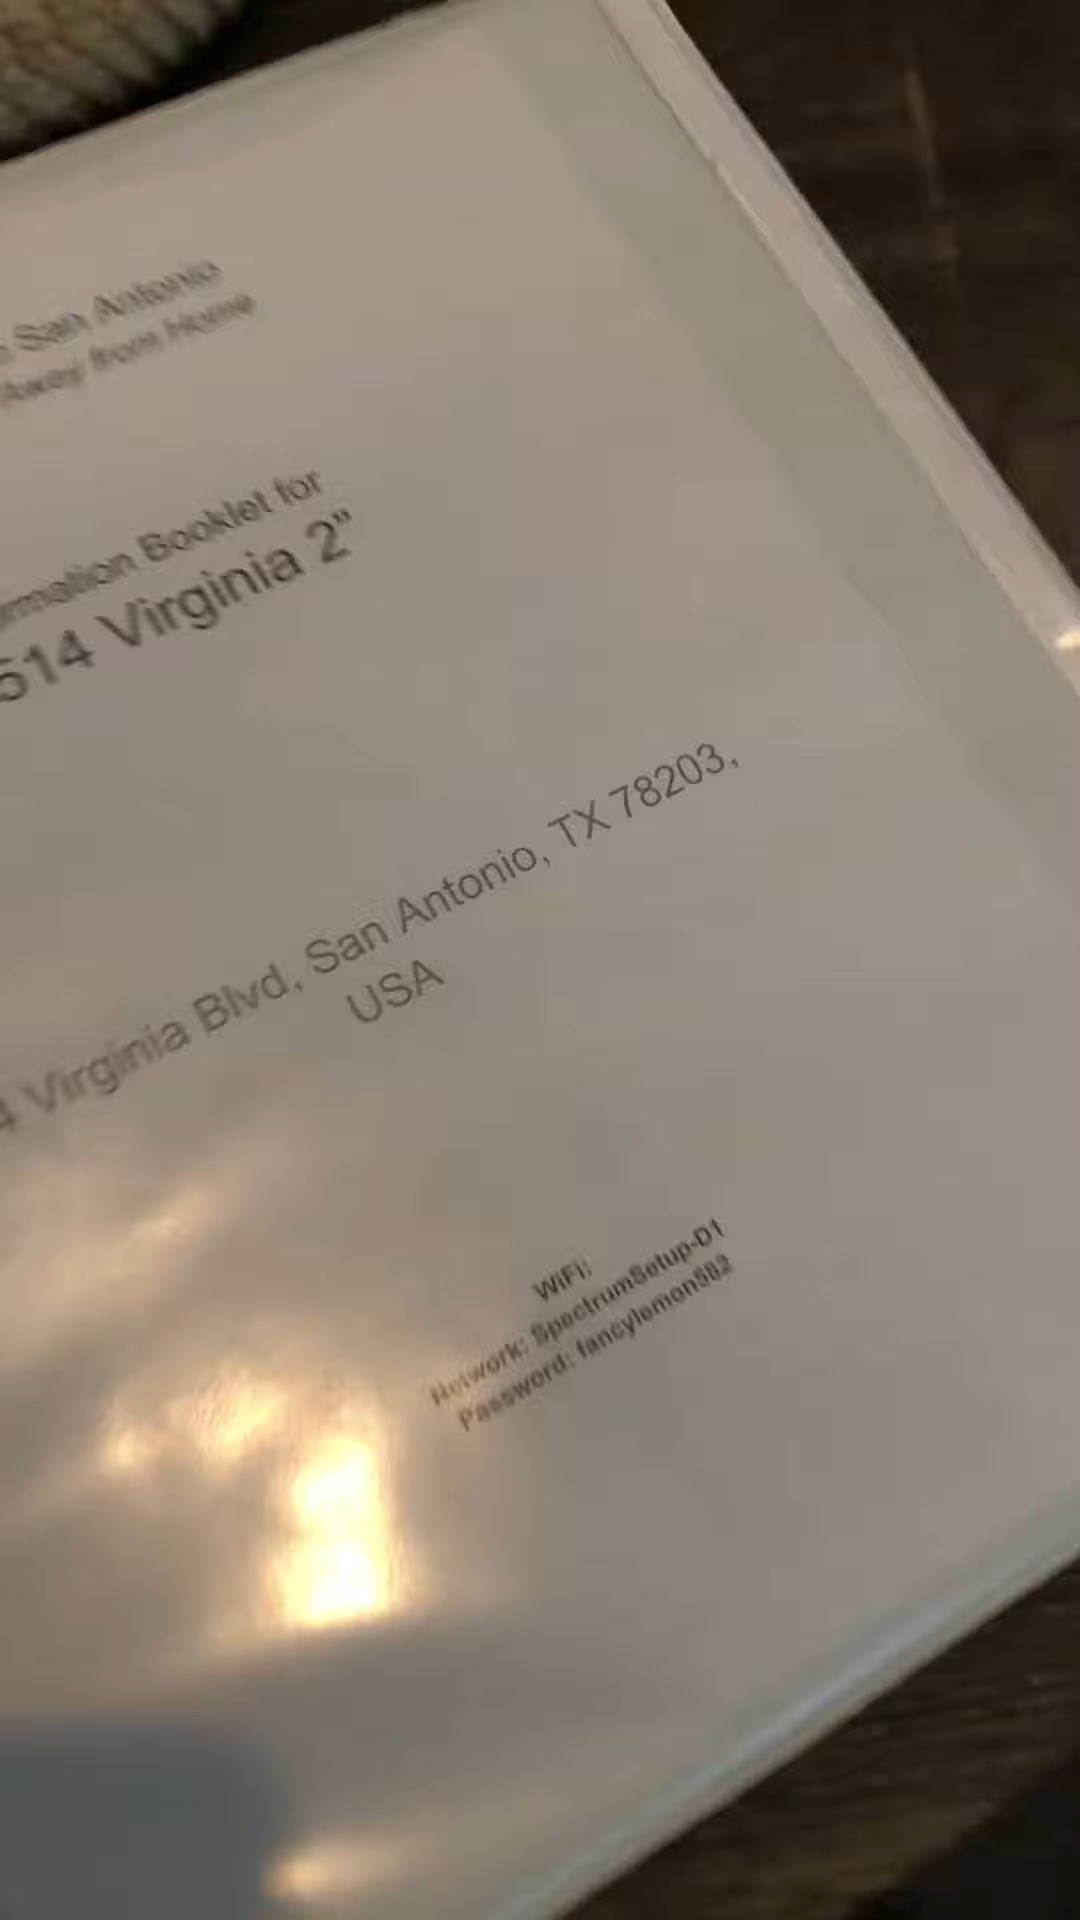 San Antonio
Away from Home
Booklet for
514 Virginia 2"
4 Virginia Blvd, San Antonio, TX 78203,
USA
WiFi:
Network: SpectrumSetup-D1
Password: fancylemon582